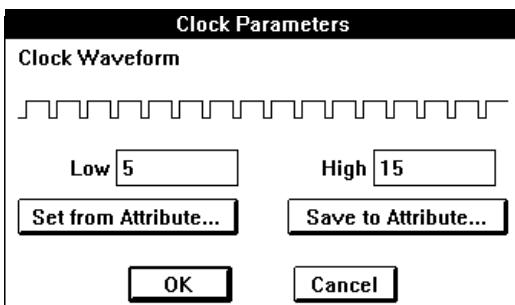 Clock Parameters
Clock Waveform
Low 5 High 15
Set from Attribute... Save to Attribute...
OK Cancel